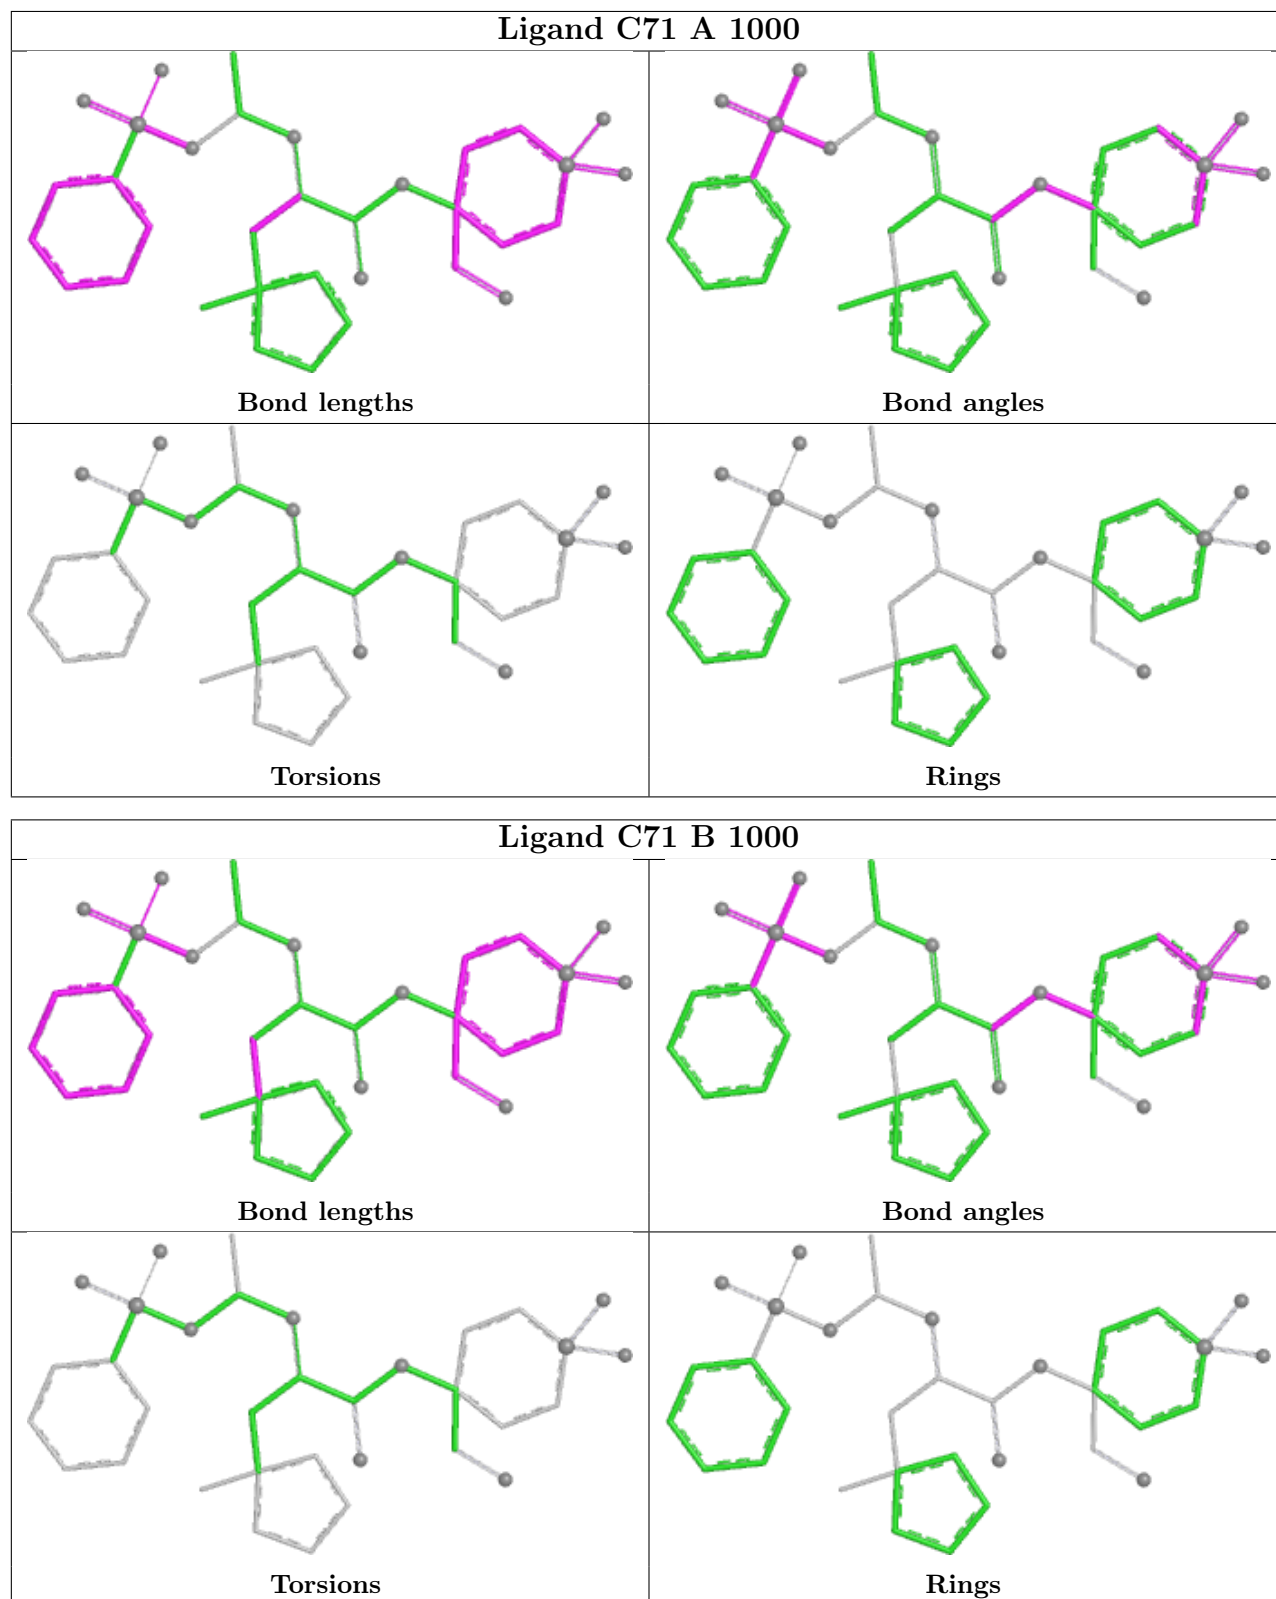 Ligand C71 A 1000
Bond lengths
Bond angles
Torsions
Rings
Ligand C71 B 1000
Bond lengths
Bond angles
Torsions
Rings